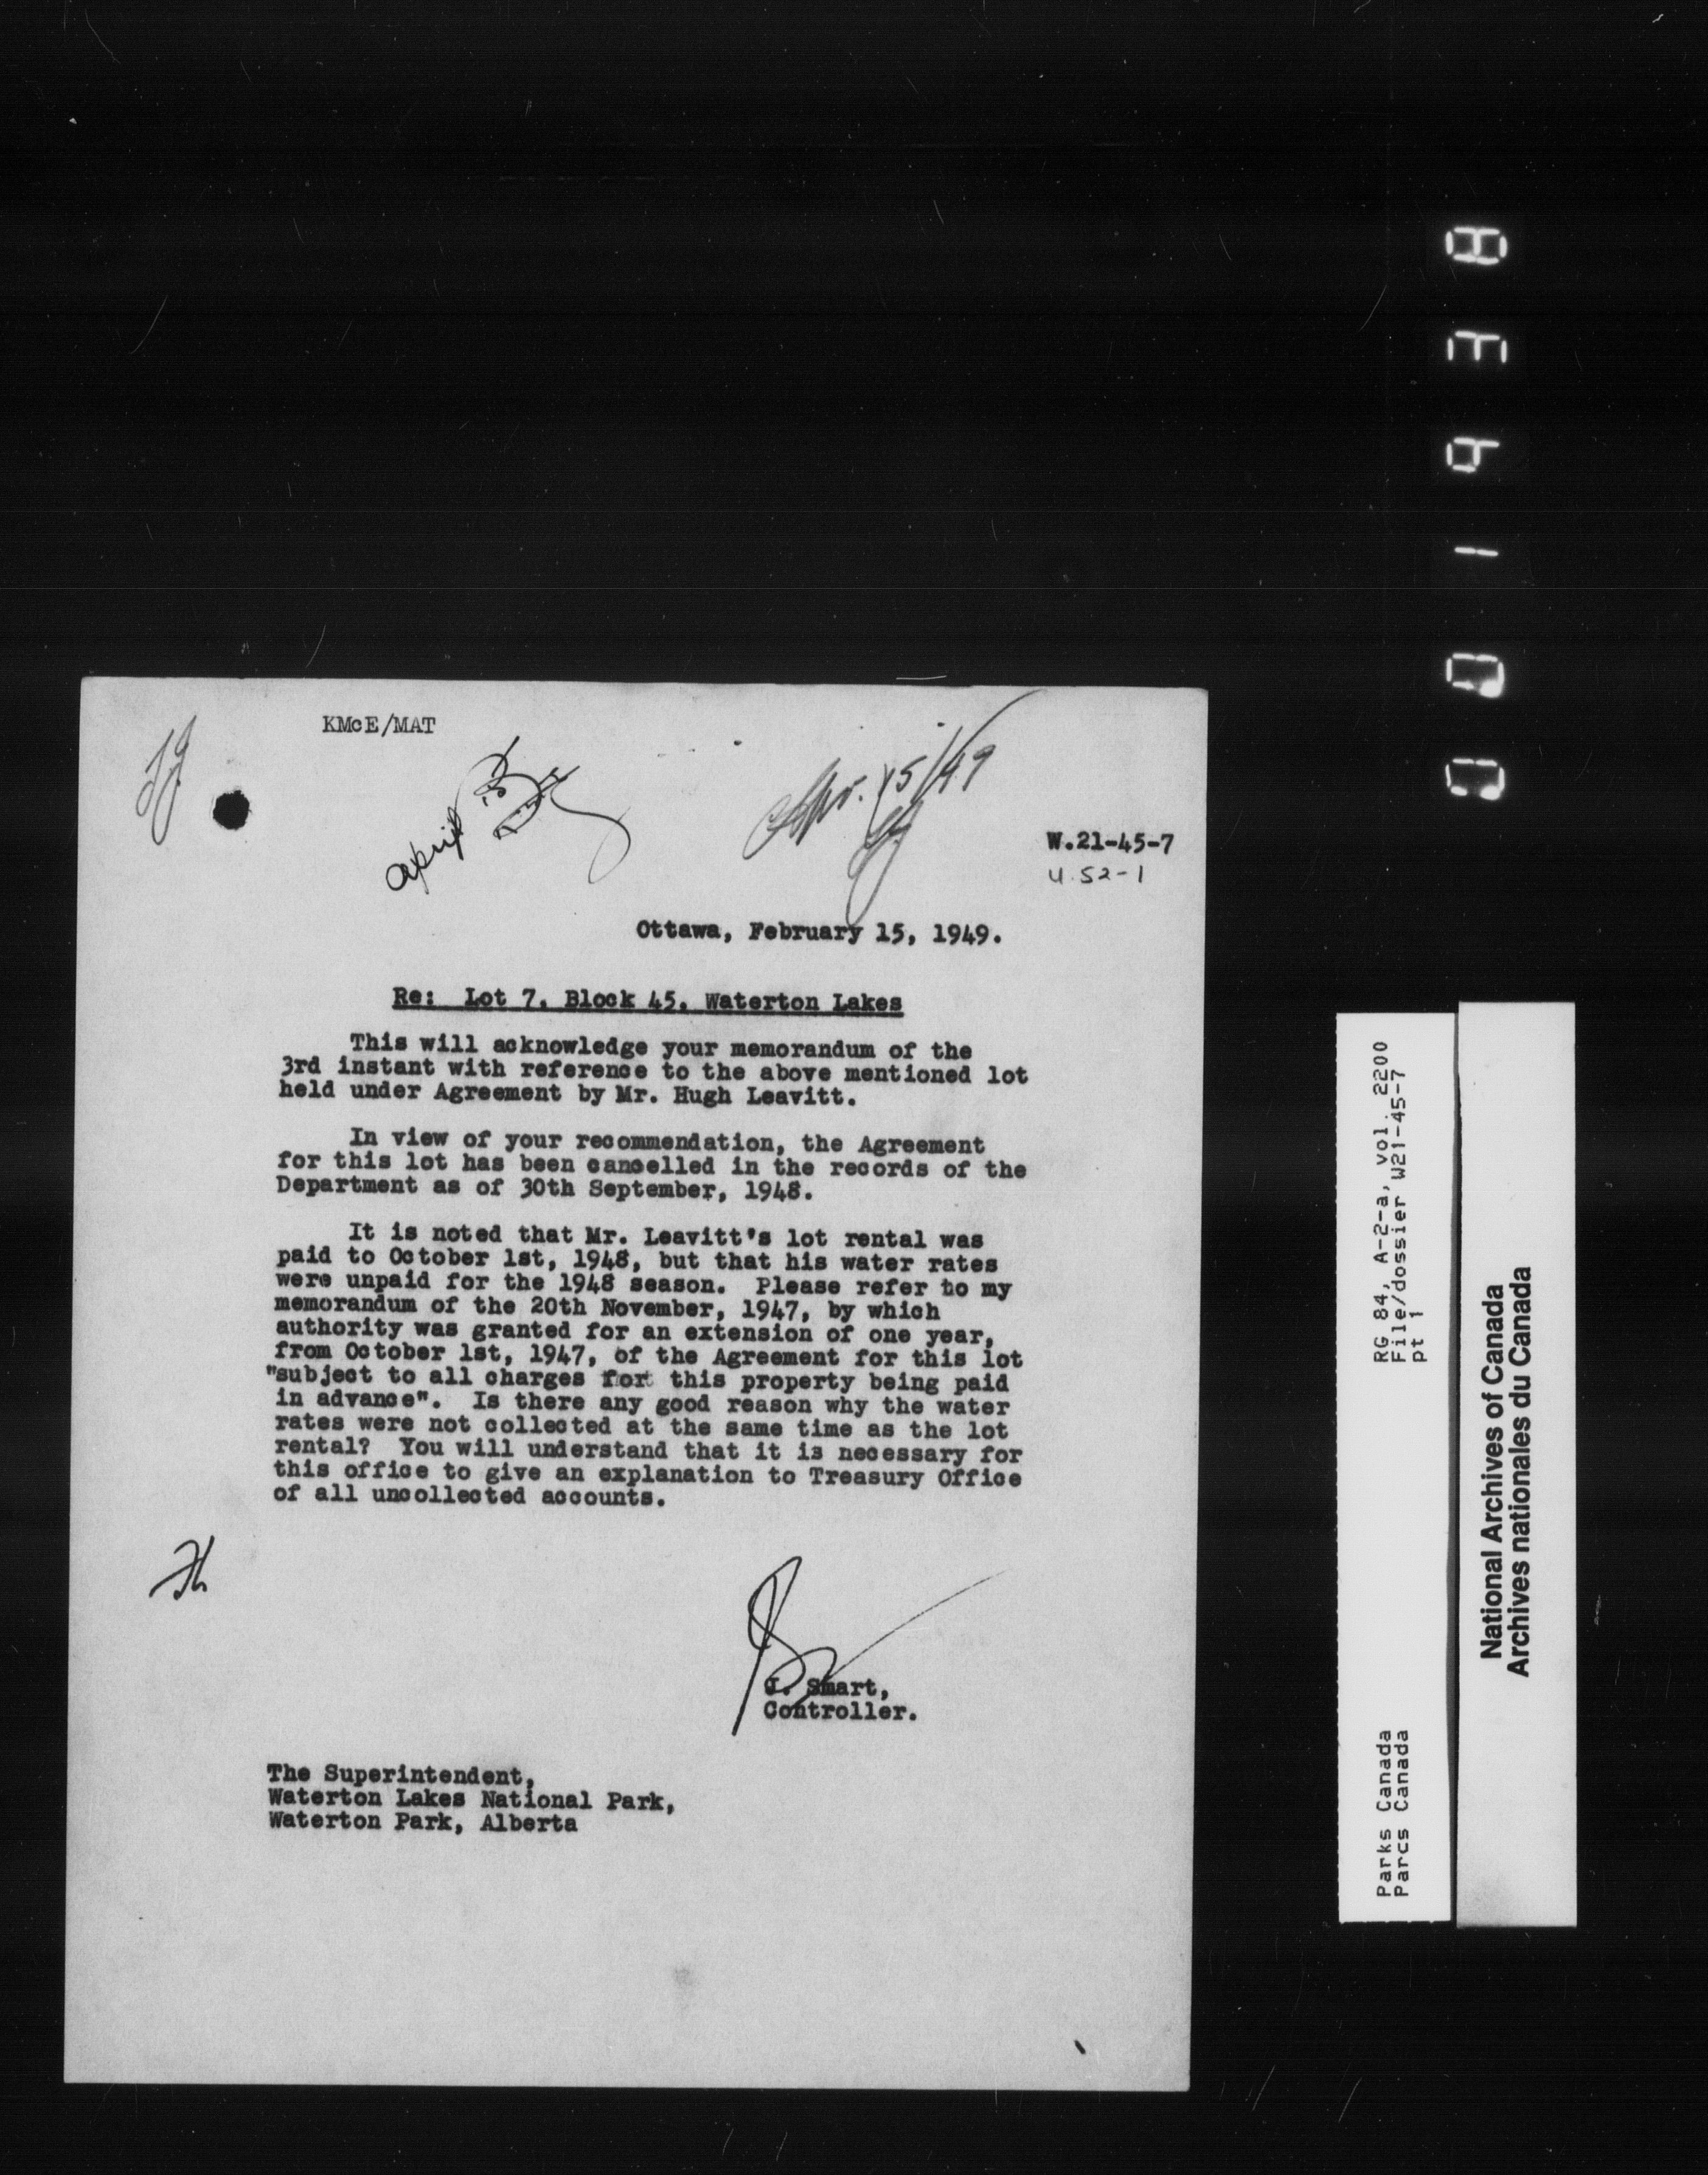 KMcE/MAT
April
Apr. 15/49
W.21-45-7
U.52-1
Ottawa, February 15, 1949.
Re: Lot 7, Block 45, Waterton Lakes
This will acknowledge your memorandum of the
3rd instant with reference to the above mentioned lot
held under Agreement by Mr. Hugh Leavitt.
In view of your recommendation, the Agreement
for this lot has been cancelled in the records of the
Department as of 30th September, 1948.
It is noted that Mr. Leavitt's lot rental was
paid to October 1st, 1948, but that his water rates
were unpaid for the 1948 season. Please refer to my
memorandum of the 20th November, 1947, by which
authority was granted for an extension of one year,
from October 1st, 1947, of the Agreement for this lot
"subject to all charges for this property being paid
in advance". Is there any good reason why the water
rates were not collected at the same time as the lot
rental? You will understand that it is necessary for
this office to give an explanation to Treasury Office
of all uncollected accounts.
J. Smart,
Controller.
The Superintendent,
Waterton Lakes National Park,
Waterton Park, Alberta
Parks Canada
Parcs Canada
RG 84, A-2-a, vol. 2200
File/dossier W21-45-7
pt 1
National Archives of Canada
Archives nationales du Canada